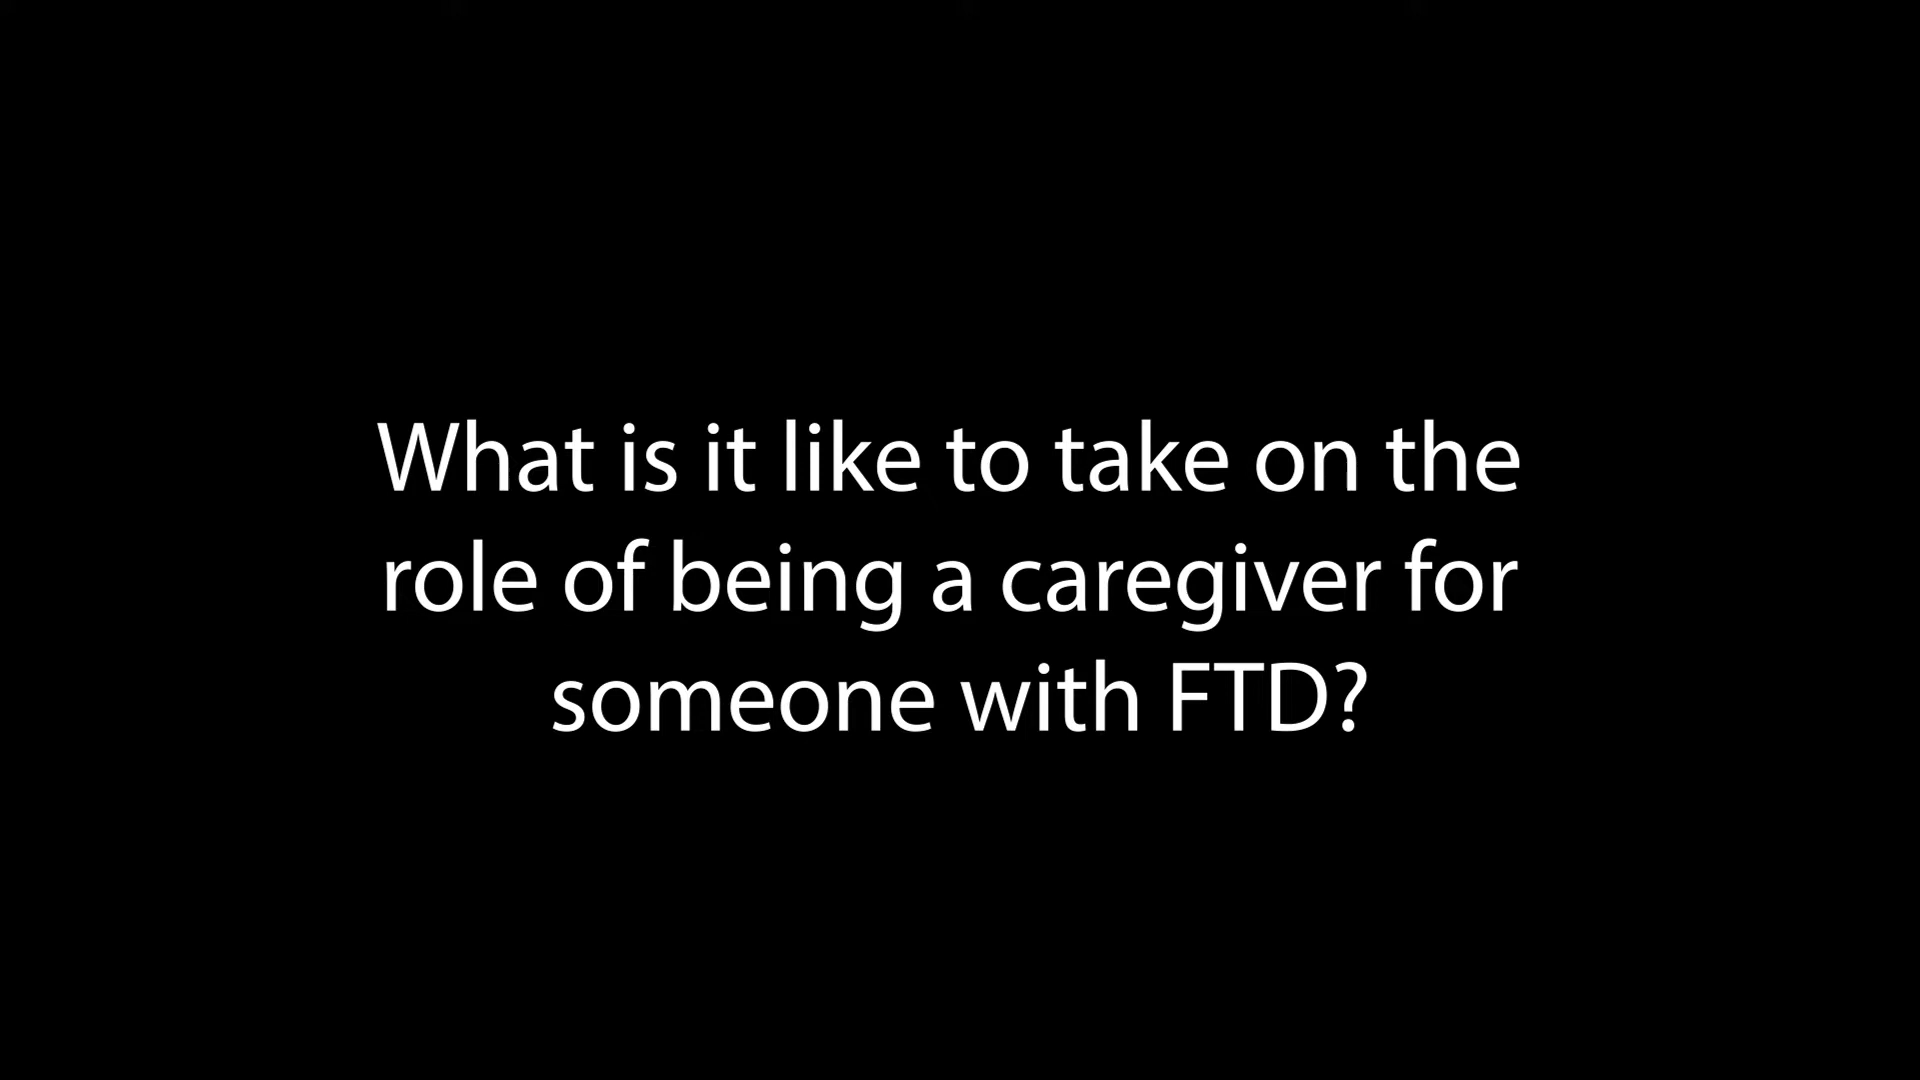 What is it like to take on the
role of being a caregiver for
someone with FTD?